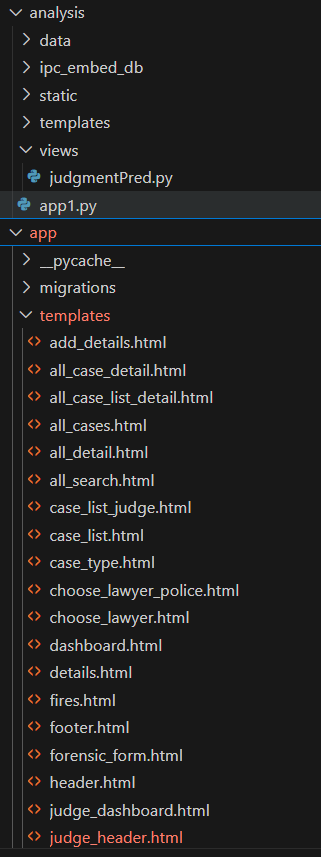 analysis
data
ipc_embed_db
static
templates
views
judgmentPred.py
app1.py
app
__pycache__
migrations
templates
add_details.html
all_case_detail.html
all_case_list_detail.html
all_cases.html
all_detail.html
all_search.html
case_list_judge.html
case_list.html
case_type.html
choose_lawyer_police.html
choose_lawyer.html
dashboard.html
details.html
fires.html
footer.html
forensic_form.html
header.html
judge_dashboard.html
judge_header.html